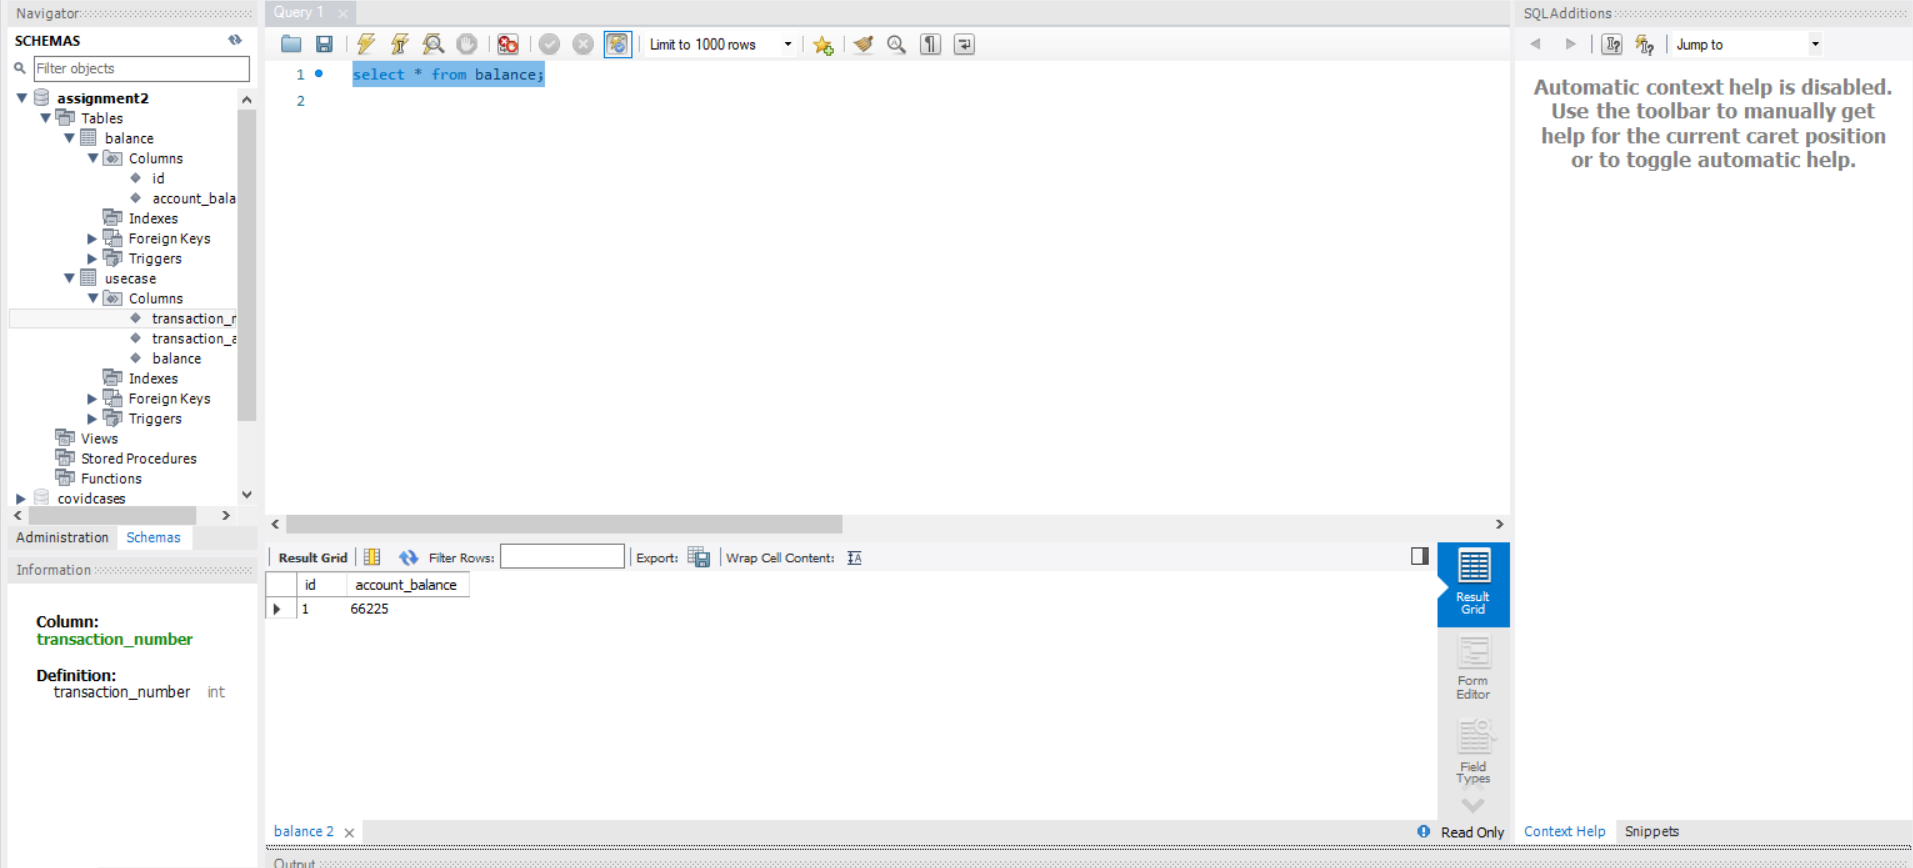 Navigator
SCHEMAS
Filter objects
assignment2
Tables
balance
Columns
id
account_bala
Indexes
Foreign Keys
Triggers
usecase
Columns
transaction_r
transaction_a
balance
Indexes
Foreign Keys
Triggers
Views
Stored Procedures
Functions
covidcases
Administration Schemas
Information
Column:
transaction_number
Definition:
transaction_number int
Query 1
Limit to 1000 rows
1 select * from balance;
2
Result Grid Filter Rows: Export: Wrap Cell Content:
id account_balance
1 66225
Result
Grid
Form
Editor
Field
Types
balance 2
Read Only
Output
SQLAdditions
Jump to
Automatic context help is disabled.
Use the toolbar to manually get
help for the current caret position
or to toggle automatic help.
Context Help Snippets